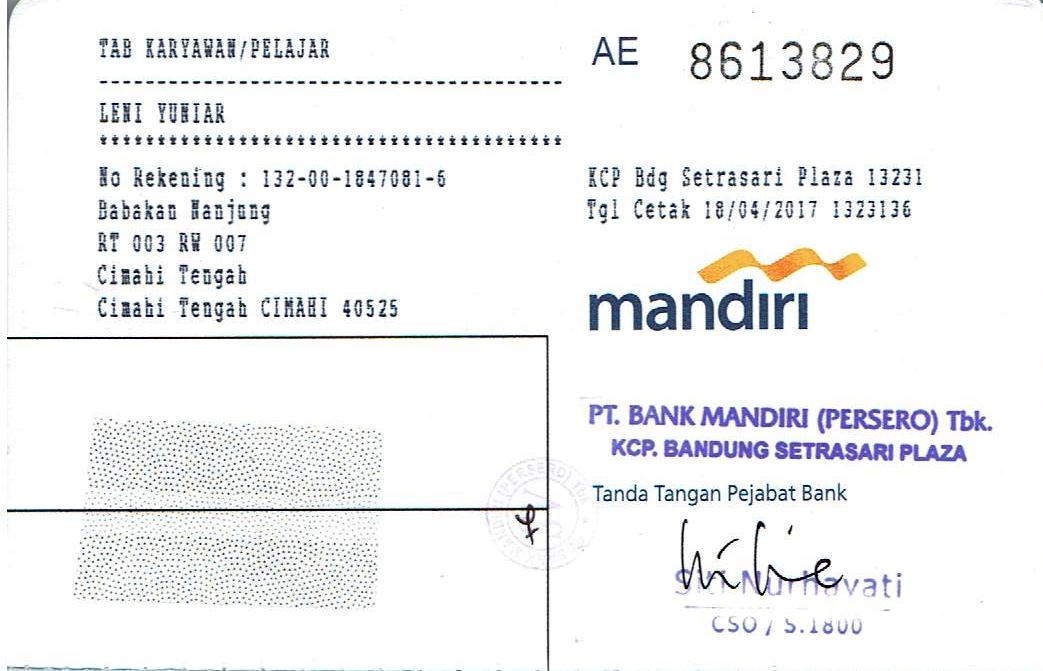 TAB KARYAWAN/PELAJAR
LENI YUNIAR
No Rekening : 132-00-1847081-6
Babakan Nanjung
RT 003 RW 007
Cimahi Tengah
Cimahi Tengah CIMAHI 40525
AE 8613829
KCP Bdg Setrasari Plaza 13231
Tgl Cetak 18/04/2017 1323136
mandiri
PT. BANK MANDIRI (PERSERO) Tbk.
KCP. BANDUNG SETRASARI PLAZA
Tanda Tangan Pejabat Bank
Siti Nurhayati
CSO / S.1800